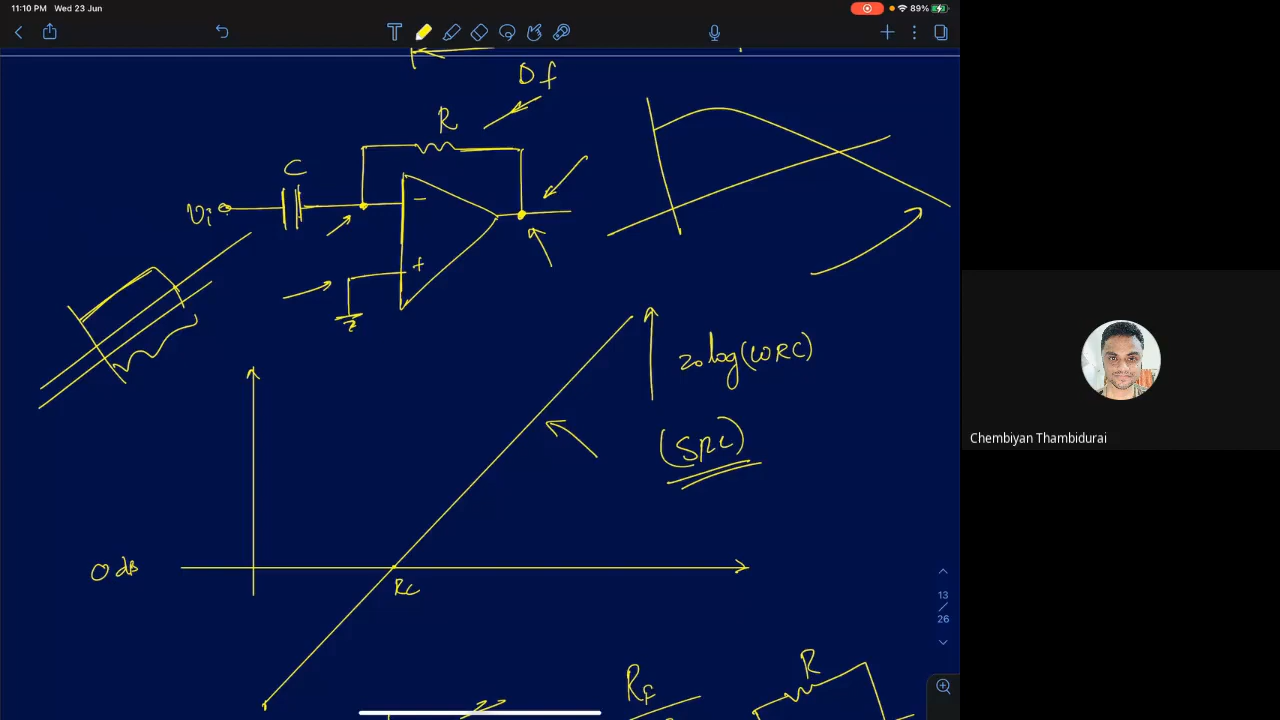 11:10 PM Wed 23 Jun
89%
D f
R
C
Vi
-
+
20 log(ωRC)
(SRC)
0 dB
RC
13
/
26
R
RF
Chembiyan Thambidurai